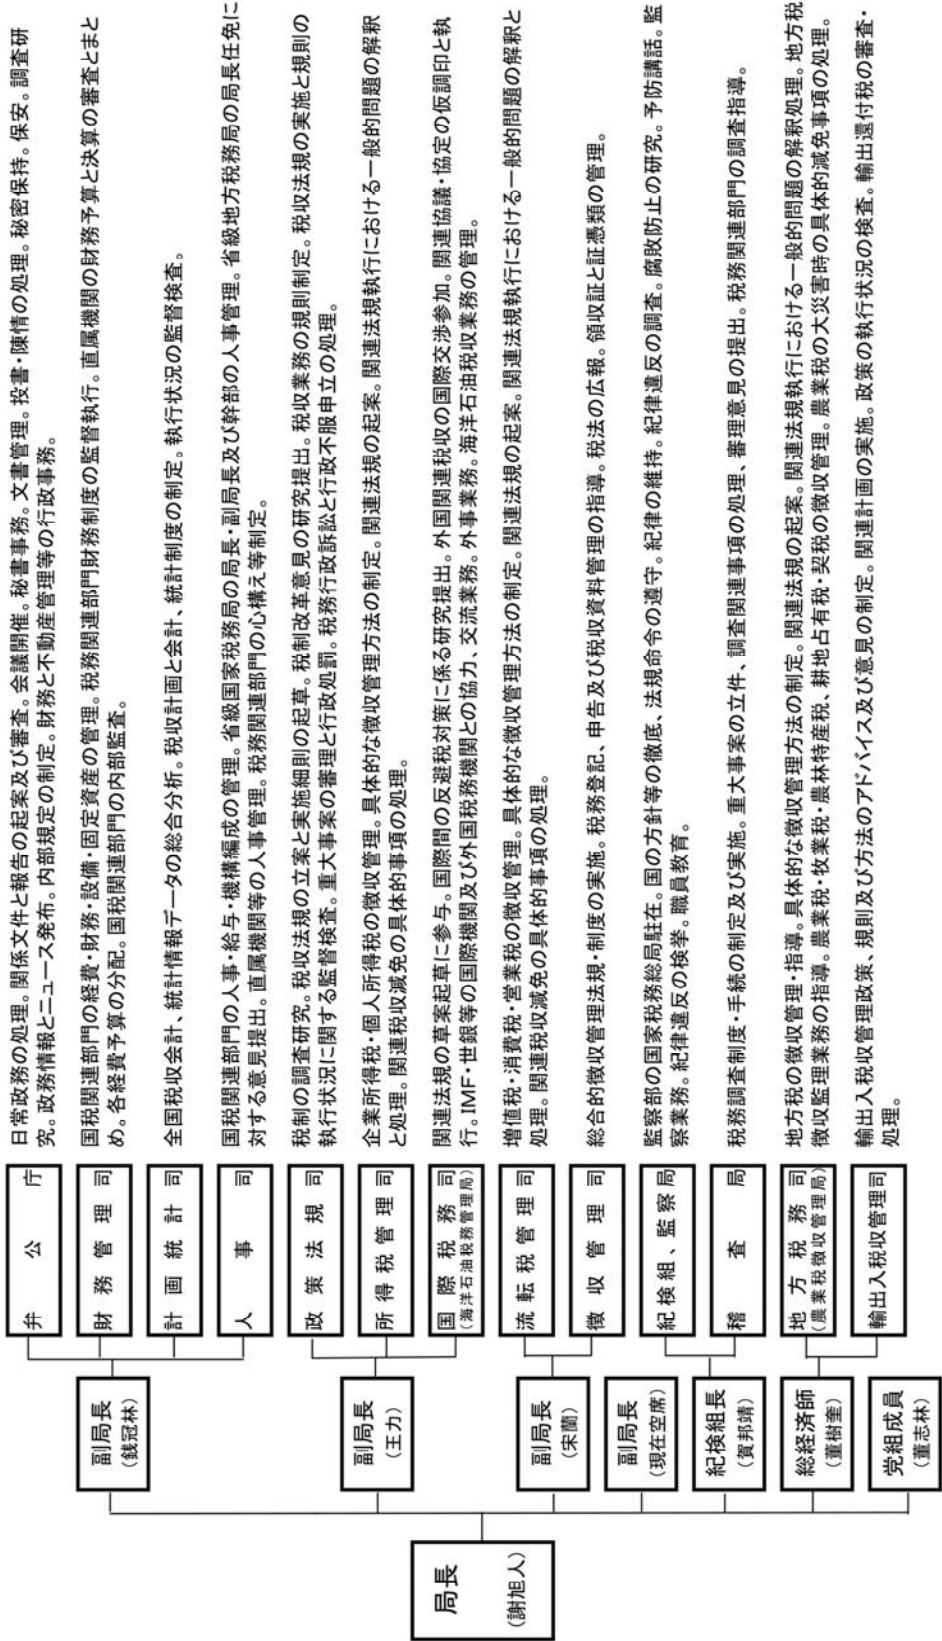 局長
(謝旭人)
副局長
(銭冠林)
弁公庁
日常政務の処理。関係文件と報告の起案及び審査。会議開催。秘書事務。文書管理。投書・陳情の処理。秘密保持。保安。調査研
究。政務情報とニュース発布。内部規定の制定。財務と不動産管理等の行政事務。
財務管理司
国税関連部門の経費・財務・設備・固定資産の管理。税務関連部門財務制度の監督執行。直属機関の財務予算と決算の審査とまと
め。各経費予算の分配。国税関連部門の内部監査。
計画統計司
全国税収会計、統計情報データの総合分析。税収計画と会計、統計制度の制定。執行状況の監督検査。
人事司
国税関連部門の人事・給与・機構編成の管理。省級国家税務局の局長・副局長及び幹部の人事管理。省級地方税務局の局長任免に
対する意見提出。直属機関等の人事管理。税務関連部門の心構え等制定。
副局長
(王力)
政策法規司
税制の調査研究。税収法規の立案と実施細則の起草。税制改革意見の研究提出。税収業務の規則制定。税収法規の実施と規則の
執行状況に関する監督検査。重大事案の審理と行政処罰。税務行政訴訟と行政不服申立の処理。
所得税管理司
企業所得税・個人所得税の徴収管理。具体的な徴収管理方法の制定。関連法規の起案。関連法規執行における一般的問題の解釈
と処理。関連税収減免の具体的事項の処理。
国際税務司
(海洋石油税務管理局)
関連法規の草案起草に参与。国際間の反避税対策に係る研究提出。外国関連税収の国際交渉参加。関連協議・協定の仮調印と執
行。IMF・世銀等の国際機関及び外国税務機関との協力、交流業務。外事業務。海洋石油税収業務の管理。
副局長
(宋蘭)
流転税管理司
増値税・消費税・営業税の徴収管理。具体的な徴収管理方法の制定。関連法規の起案。関連法規執行における一般的問題の解釈と
処理。関連税収減免の具体的事項の処理。
徴収管理司
総合的徴収管理法規・制度の実施。税務登記、申告及び税収資料管理の指導。税法の広報。領収証と証憑類の管理。
副局長
(現在空席)
紀検組長
(賀邦靖)
紀検組、監察局
監察部の国家税務総局駐在。国の方針等の徹底、法規命令の遵守。紀律の維持。紀律違反の調査。腐敗防止の研究。予防講話。監
察業務。紀律違反の検挙。職員教育。
稽査局
税務調査制度・手続の制定及び実施。重大事案の立件、調査関連事項の処理、審理意見の提出。税務関連部門の調査指導。
総経済師
(董樹奎)
地方税務司
(農業税徴収管理局)
地方税の徴収管理・指導。具体的な徴収管理方法の制定。関連法規の起案。関連法規執行における一般的問題の解釈処理。地方税
徴収監理業務の指導。農業税・牧業税・農林特産税、耕地占有税・契税の徴収管理。農業税の大災害時の具体的減免事項の処理。
輸出入税収管理司
輸出入税収管理政策、規則及び方法のアドバイス及び意見の制定。関連計画の実施。政策の執行状況の検査。輸出還付税の審査・
処理。
党組成員
(董志林)